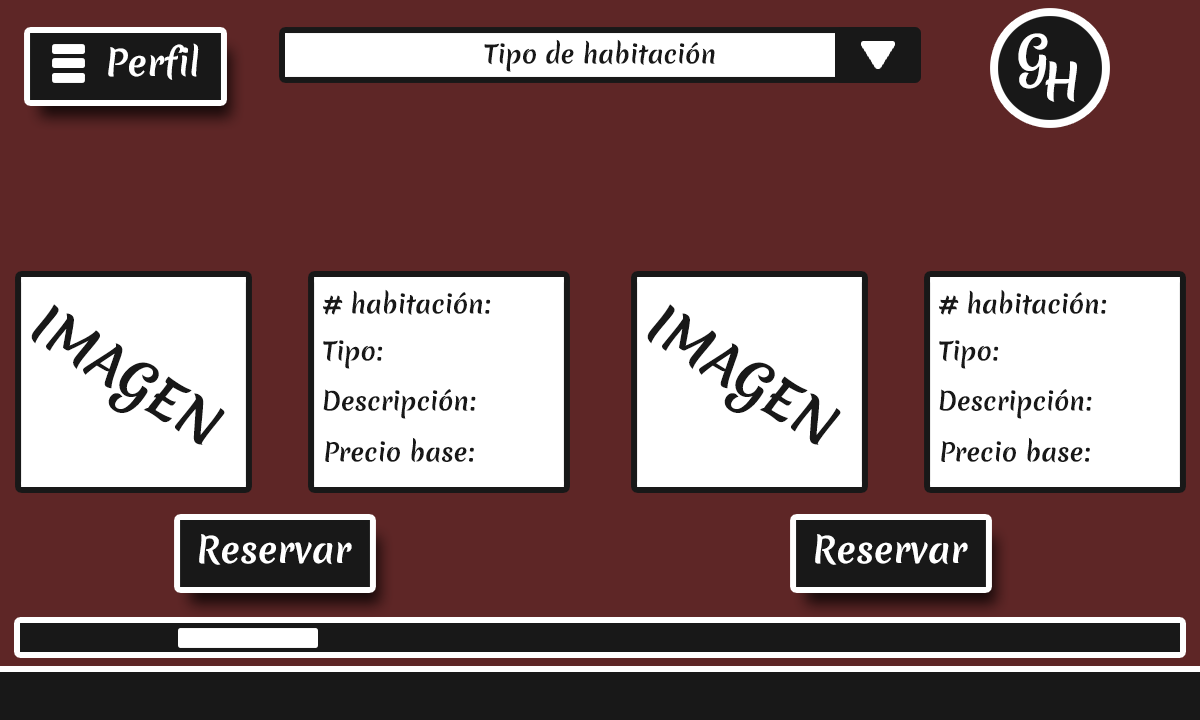 Perfil
Tipo de habitación
GH
IMAGEN
# habitación:
Tipo:
Descripción:
Precio base:
IMAGEN
# habitación:
Tipo:
Descripción:
Precio base:
Reservar
Reservar